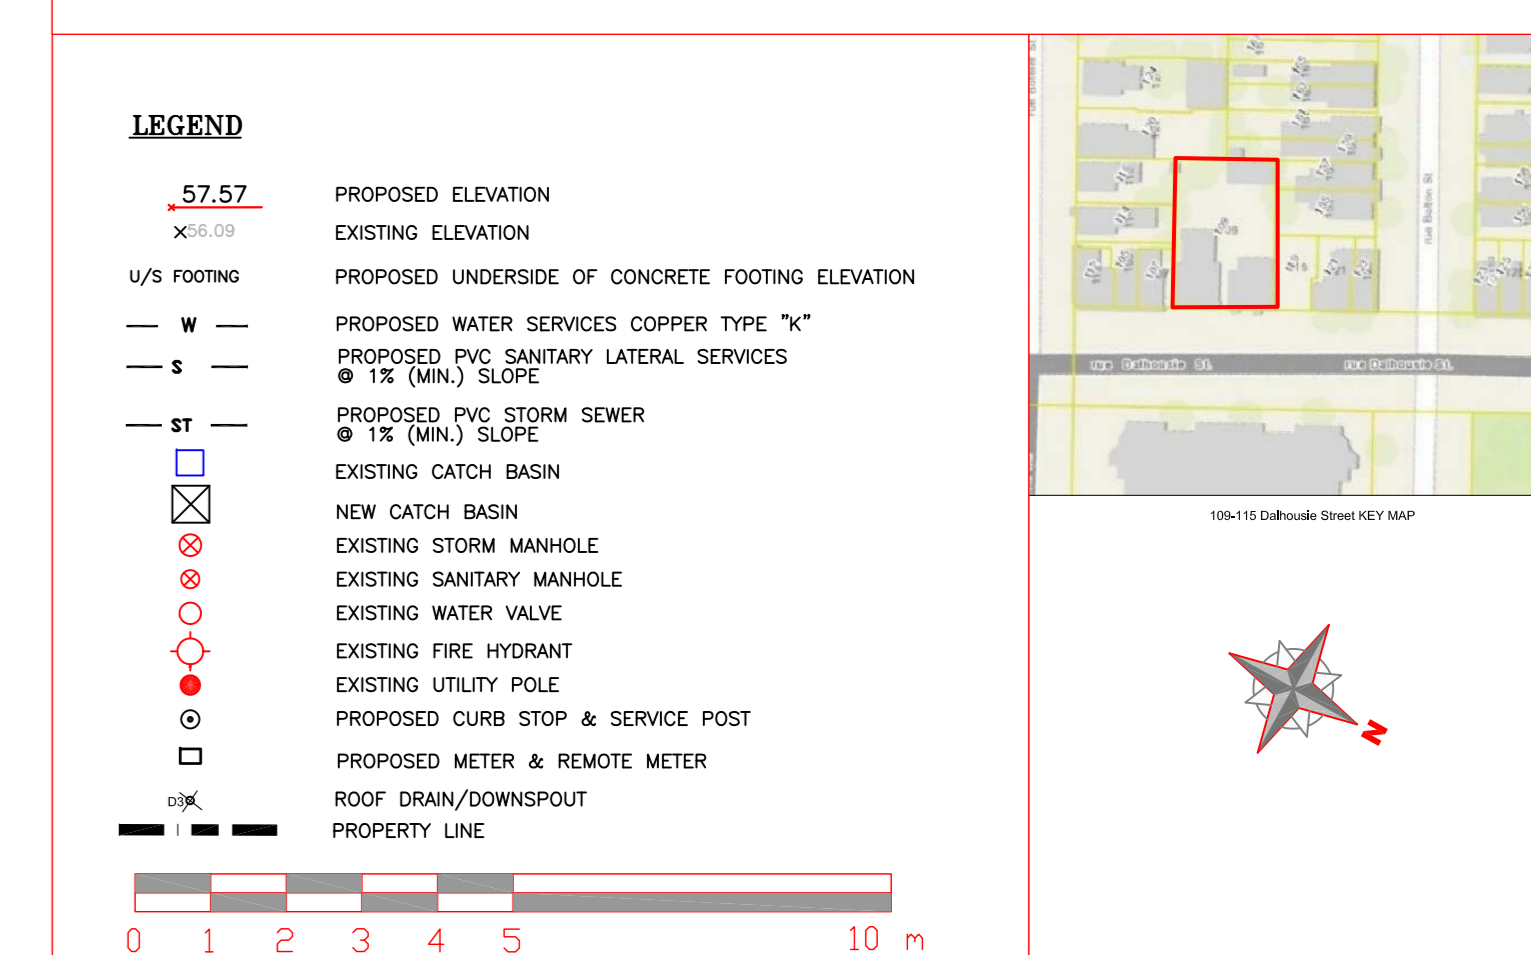 LEGEND
57.57 PROPOSED ELEVATION
56.09 EXISTING ELEVATION
U/S FOOTING PROPOSED UNDERSIDE OF CONCRETE FOOTING ELEVATION
W PROPOSED WATER SERVICES COPPER TYPE "K"
S PROPOSED PVC SANITARY LATERAL SERVICES
@ 1% (MIN.) SLOPE
ST PROPOSED PVC STORM SEWER
@ 1% (MIN.) SLOPE
EXISTING CATCH BASIN
NEW CATCH BASIN
EXISTING STORM MANHOLE
EXISTING SANITARY MANHOLE
EXISTING WATER VALVE
EXISTING FIRE HYDRANT
EXISTING UTILITY POLE
PROPOSED CURB STOP & SERVICE POST
PROPOSED METER & REMOTE METER
D3 ROOF DRAIN/DOWNSPOUT
PROPERTY LINE
0 1 2 3 4 5 10 m
rue Bolton St.
rue Dalhousie St.
rue Dalhousie St.
109-115 Dalhousie Street KEY MAP
N